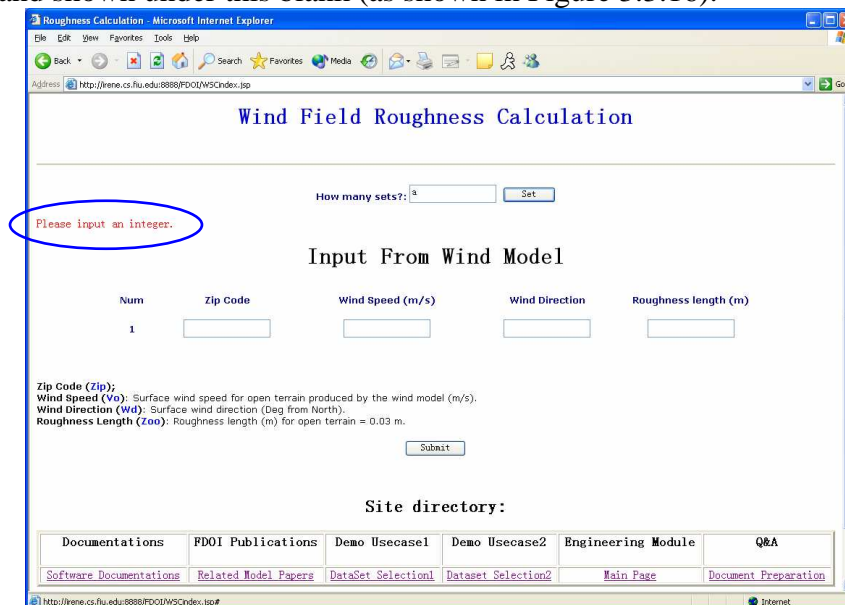 and shown under this blank (as shown in Figure 3.3.16).
Roughness Calculation - Microsoft Internet Explorer
File Edit View Favorites Tools Help
Back Search Favorites Media
Address http://irene.cs.fiu.edu:8888/FDOI/WSCindex.jsp Go
Wind Field Roughness Calculation
How many sets?: a Set
Please input an integer.
Input From Wind Model
Num Zip Code Wind Speed (m/s) Wind Direction Roughness length (m)
1
Zip Code (Zip);
Wind Speed (Vo): Surface wind speed for open terrain produced by the wind model (m/s).
Wind Direction (Wd): Surface wind direction (Deg from North).
Roughness Length (Zoo): Roughness length (m) for open terrain = 0.03 m.
Submit
Site directory:
Documentations FDOI Publications Demo Usecase1 Demo Usecase2 Engineering Module Q&A
Software Documentations Related Model Papers DataSet Selection1 Dataset Selection2 Main Page Document Preparation
http://irene.cs.fiu.edu:8888/FDOI/WSCindex.jsp# Internet